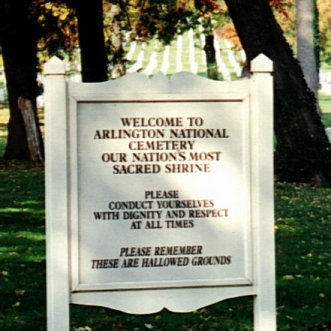 WELCOME TO
ARLINGTON NATIONAL
CEMETERY
OUR NATION'S MOST
SACRED SHRINE
PLEASE
CONDUCT YOURSELVES
WITH DIGNITY AND RESPECT
AT ALL TIMES
PLEASE REMEMBER
THESE ARE HALLOWED GROUNDS